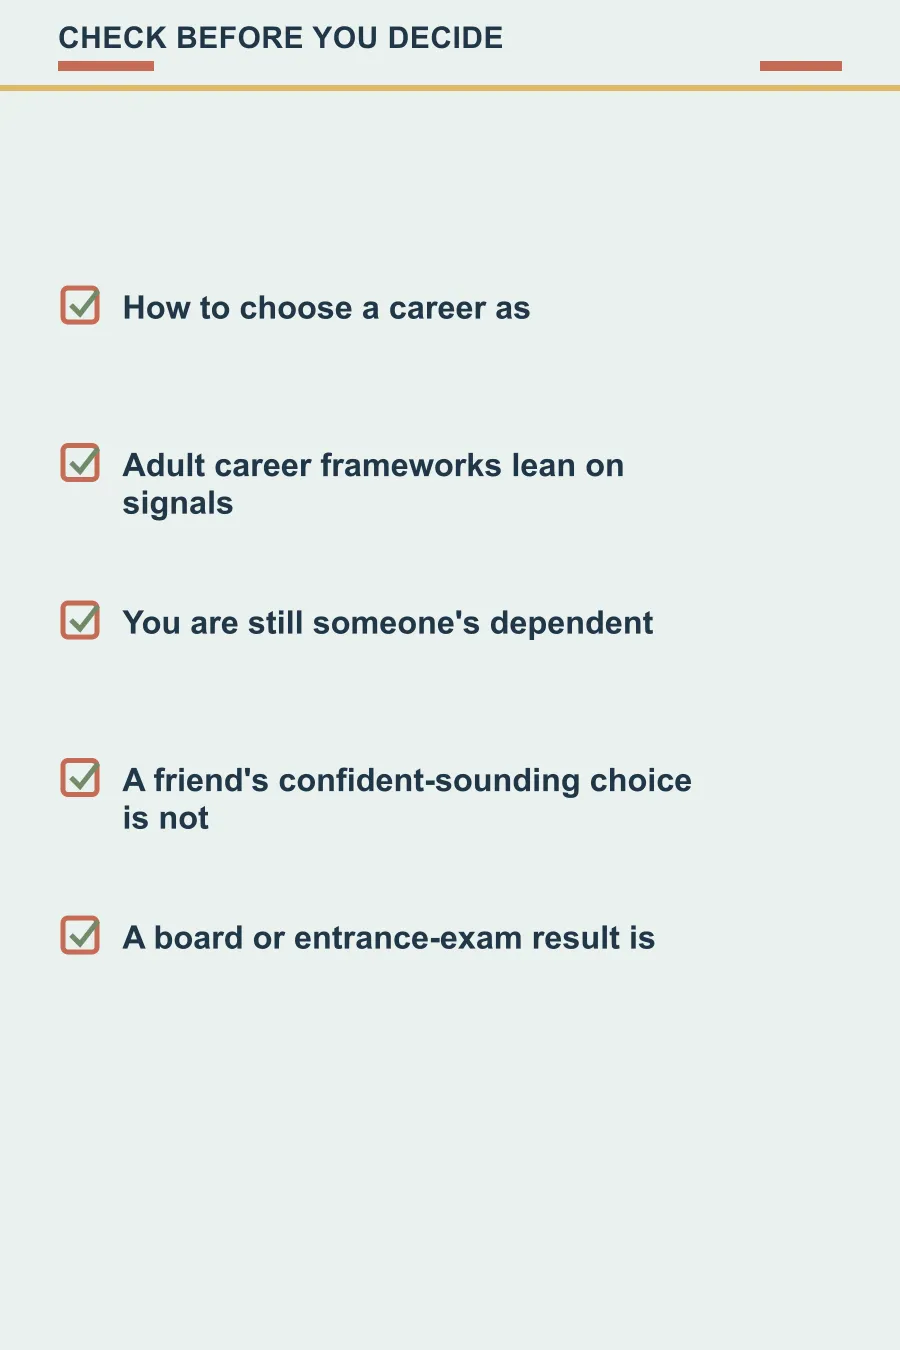 CHECK BEFORE YOU DECIDE
How to choose a career as
Adult career frameworks lean on
signals
You are still someone's dependent
A friend's confident-sounding choice
is not
A board or entrance-exam result is